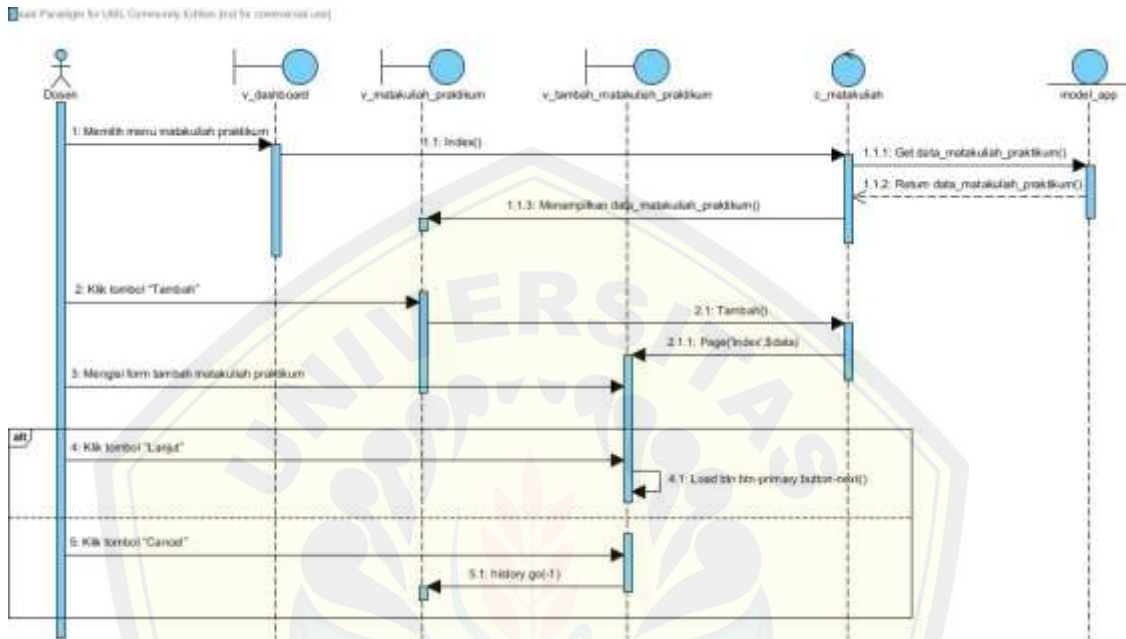 Visual Paradigm for UML Community Edition [not for commercial use]
Dosen
v_dashboard
v_matakuliah_praktikum
v_tambah_matakuliah_praktikum
c_matakuliah
model_app
1: Memilih menu matakuliah praktikum
1.1: Index()
1.1.1: Get data_matakuliah_praktikum()
1.1.2: Return data_matakuliah_praktikum()
1.1.3: Menampilkan data_matakuliah_praktikum()
2: Klik tombol "Tambah"
2.1: Tambah()
2.1.1: Page('Index',$data)
3: Mengisi form tambah matakuliah praktikum
alt
4: Klik tombol "Lanjut"
4.1: Load btn btn-primary button-next()
5: Klik tombol "Cancel"
5.1: history.go(-1)
UNIVERSITAS